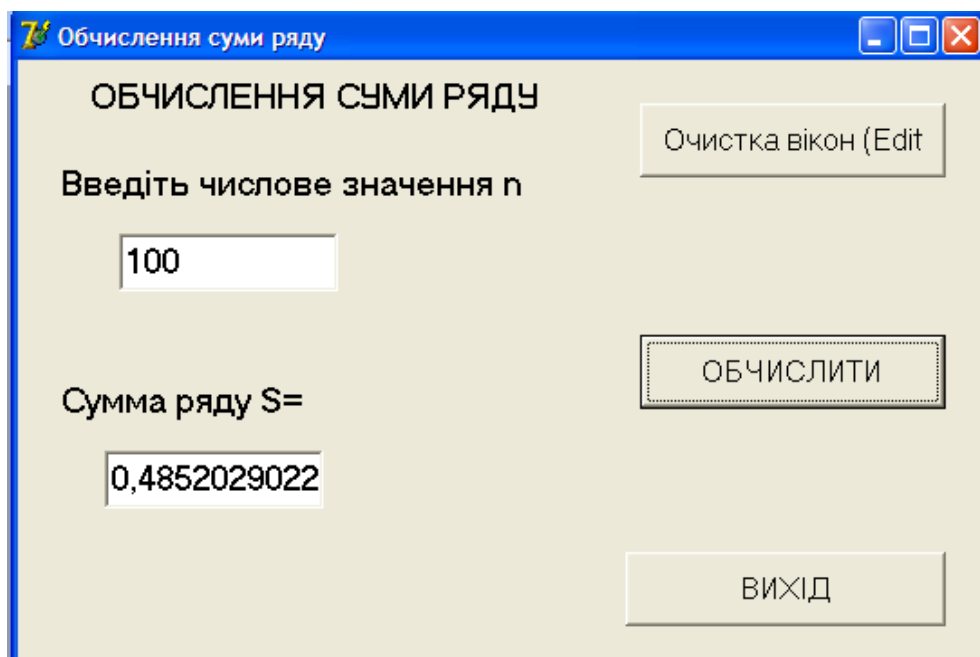 Обчислення суми ряду
ОБЧИСЛЕННЯ СУМИ РЯДУ
Очистка вікон (Edit
Введіть числове значення n
100
ОБЧИСЛИТИ
Сумма ряду S=
0,4852029022
ВИХІД